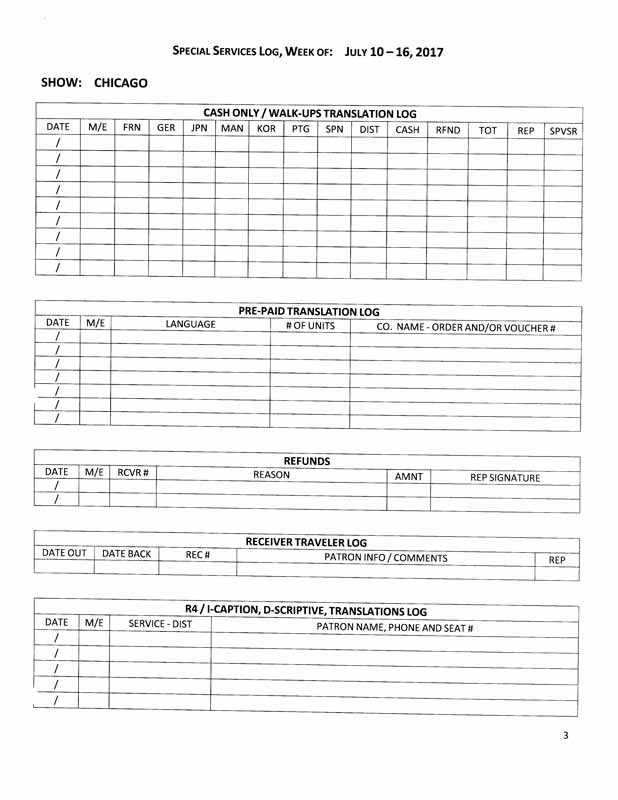 SPECIAL SERVICES LOG, WEEK OF: JULY 10 – 16, 2017
SHOW: CHICAGO
CASH ONLY / WALK-UPS TRANSLATION LOG
DATE M/E FRN GER JPN MAN KOR PTG SPN DIST CASH RFND TOT REP SPVSR
/
/
/
/
/
/
/
/
/
PRE-PAID TRANSLATION LOG
DATE M/E LANGUAGE # OF UNITS CO. NAME - ORDER AND/OR VOUCHER #
/
/
/
/
/
/
/
REFUNDS
DATE M/E RCVR # REASON AMNT REP SIGNATURE
/
/
RECEIVER TRAVELER LOG
DATE OUT DATE BACK REC # PATRON INFO / COMMENTS REP
R4 / I-CAPTION, D-SCRIPTIVE, TRANSLATIONS LOG
DATE M/E SERVICE - DIST PATRON NAME, PHONE AND SEAT #
/
/
/
/
/
3